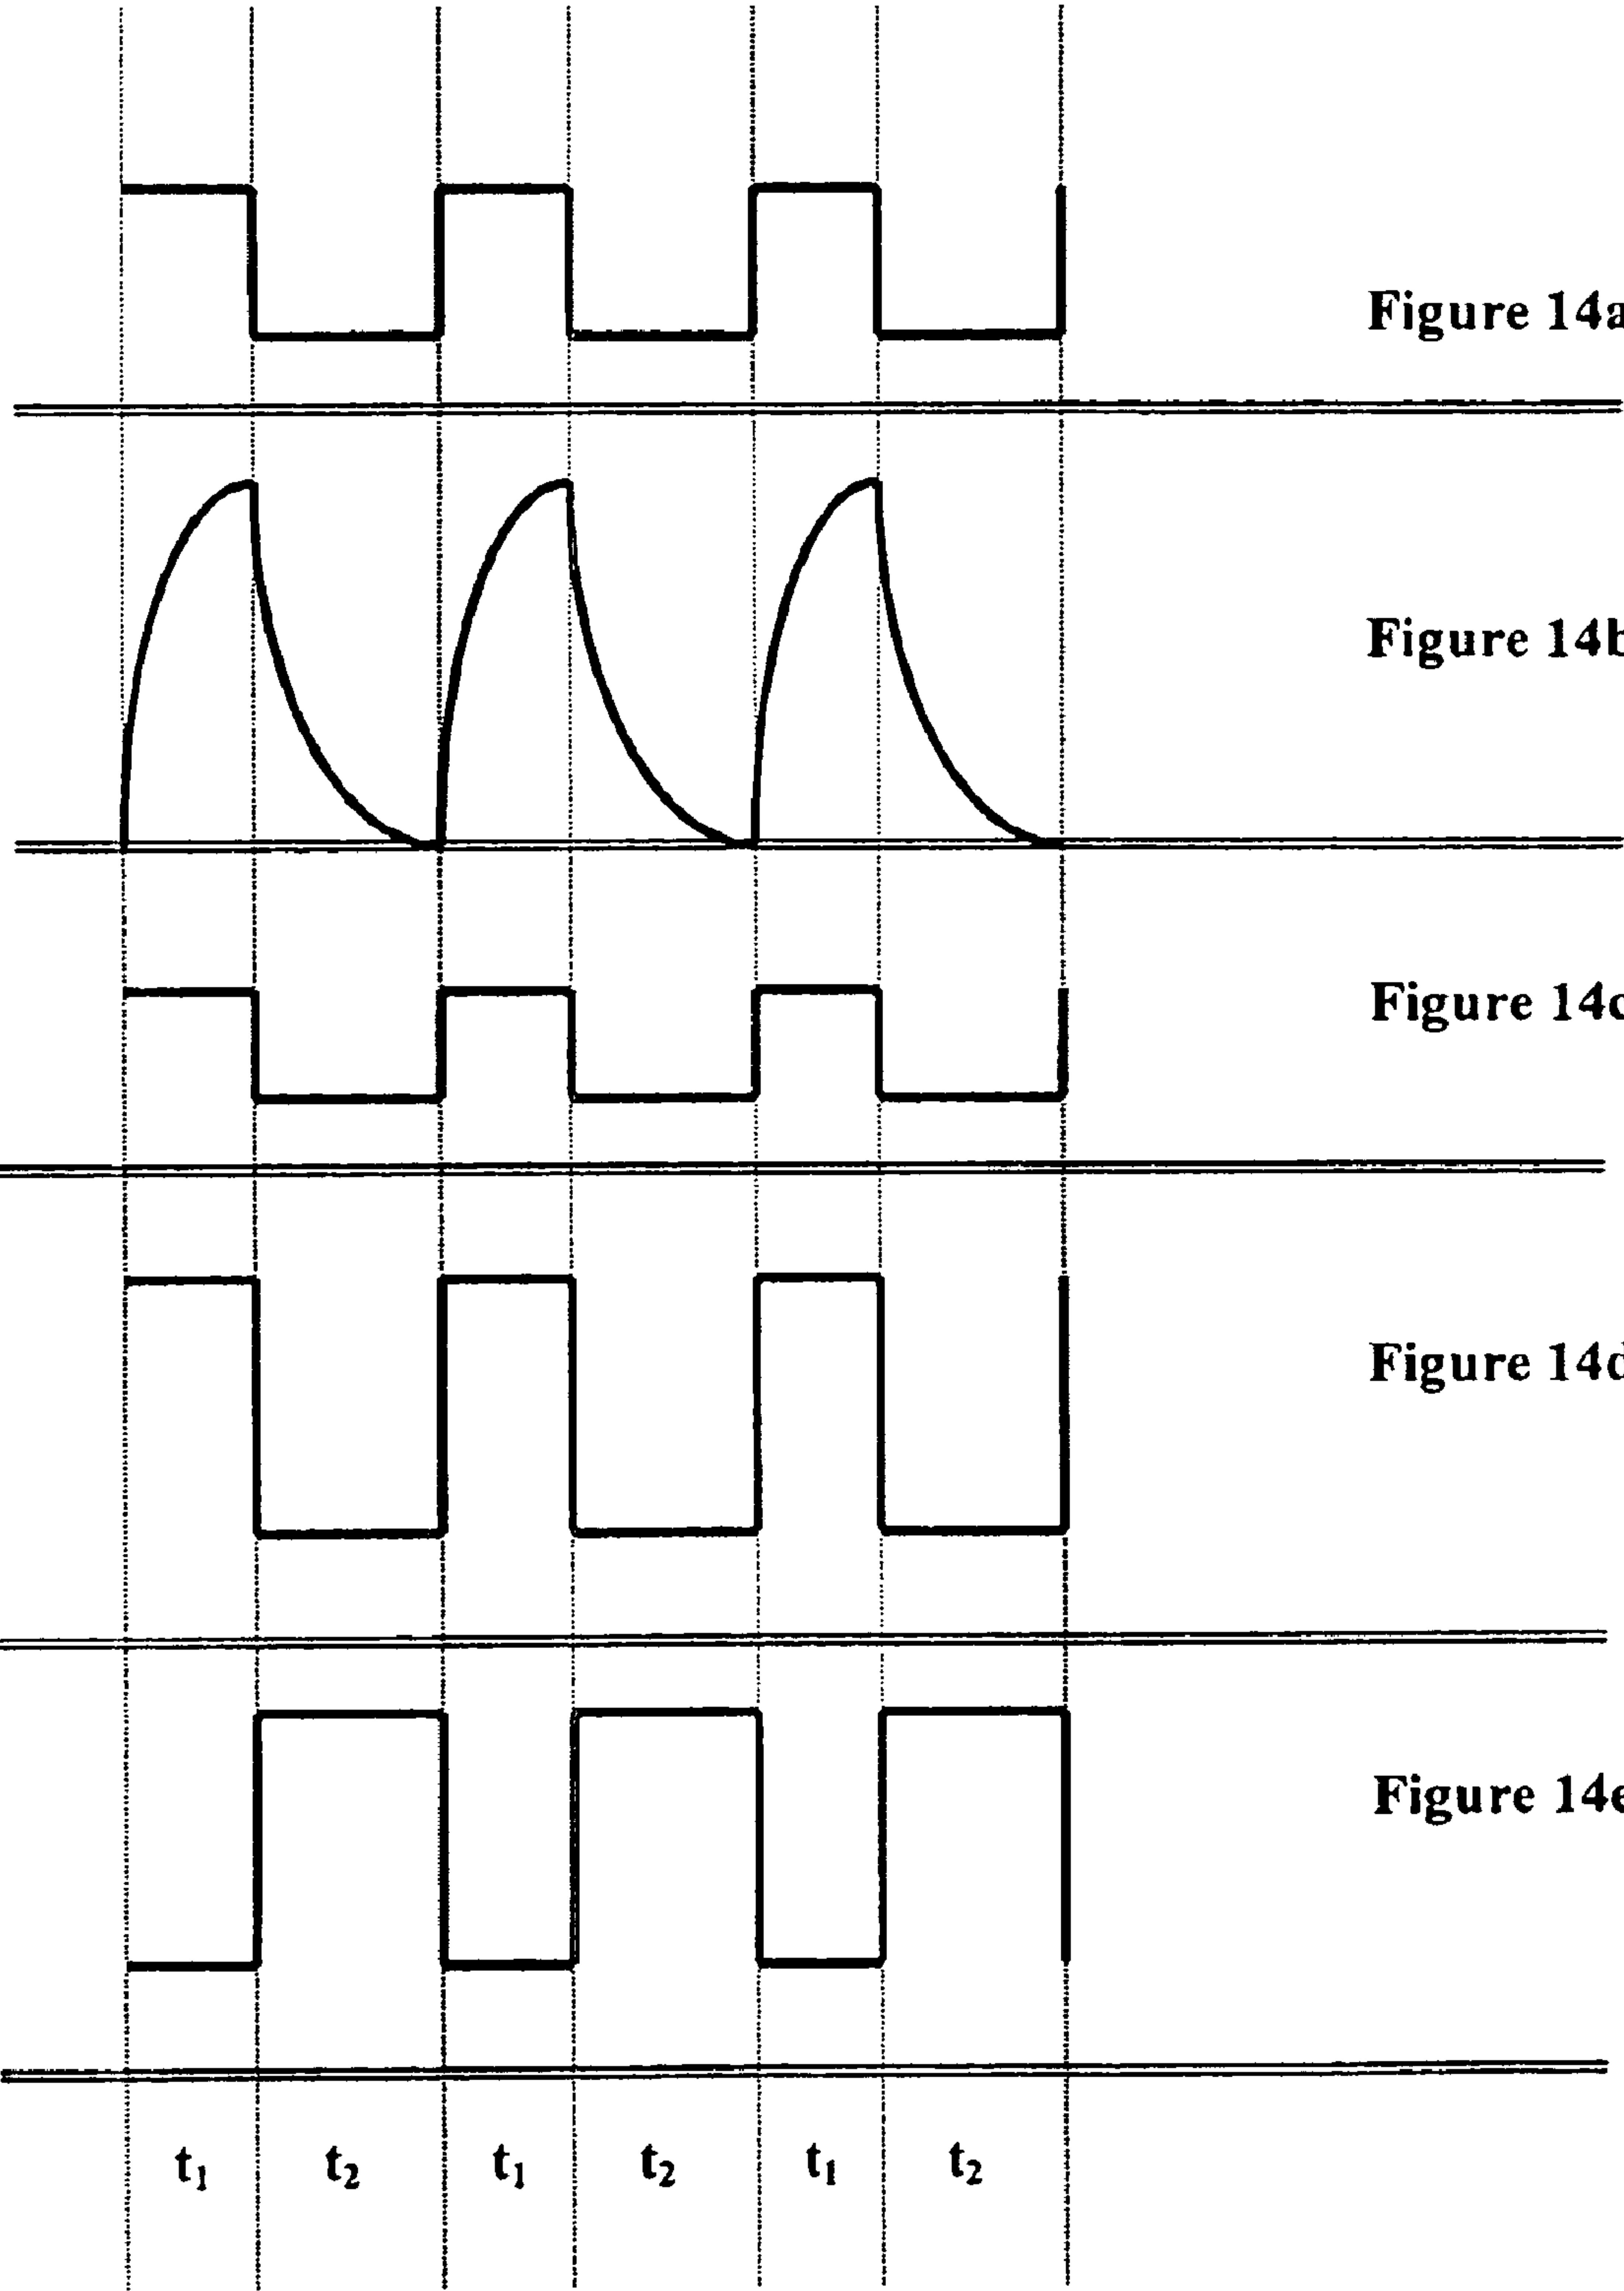 Figure 14a
Figure 14b
Figure 14c
Figure 14d
Figure 14e
t₁ t₂ t₁ t₂ t₁ t₂